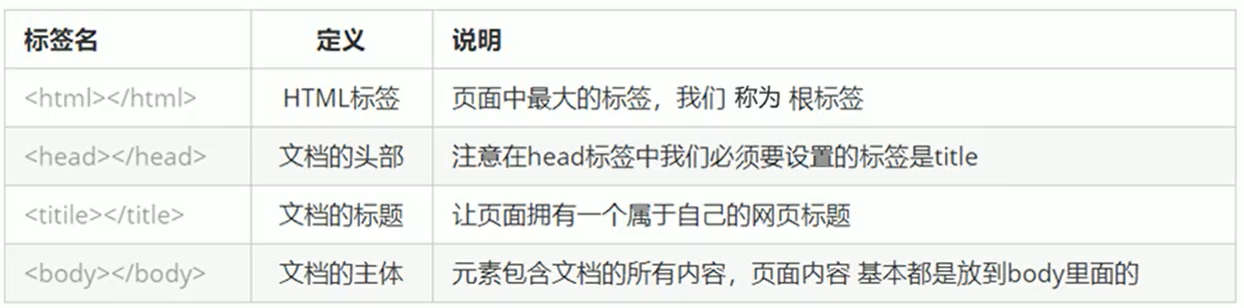 标签名 定义 说明
<html></html> HTML标签 页面中最大的标签，我们 称为 根标签
<head></head> 文档的头部 注意在head标签中我们必须要设置的标签是title
<titile></title> 文档的标题 让页面拥有一个属于自己的网页标题
<body></body> 文档的主体 元素包含文档的所有内容，页面内容 基本都是放到body里面的